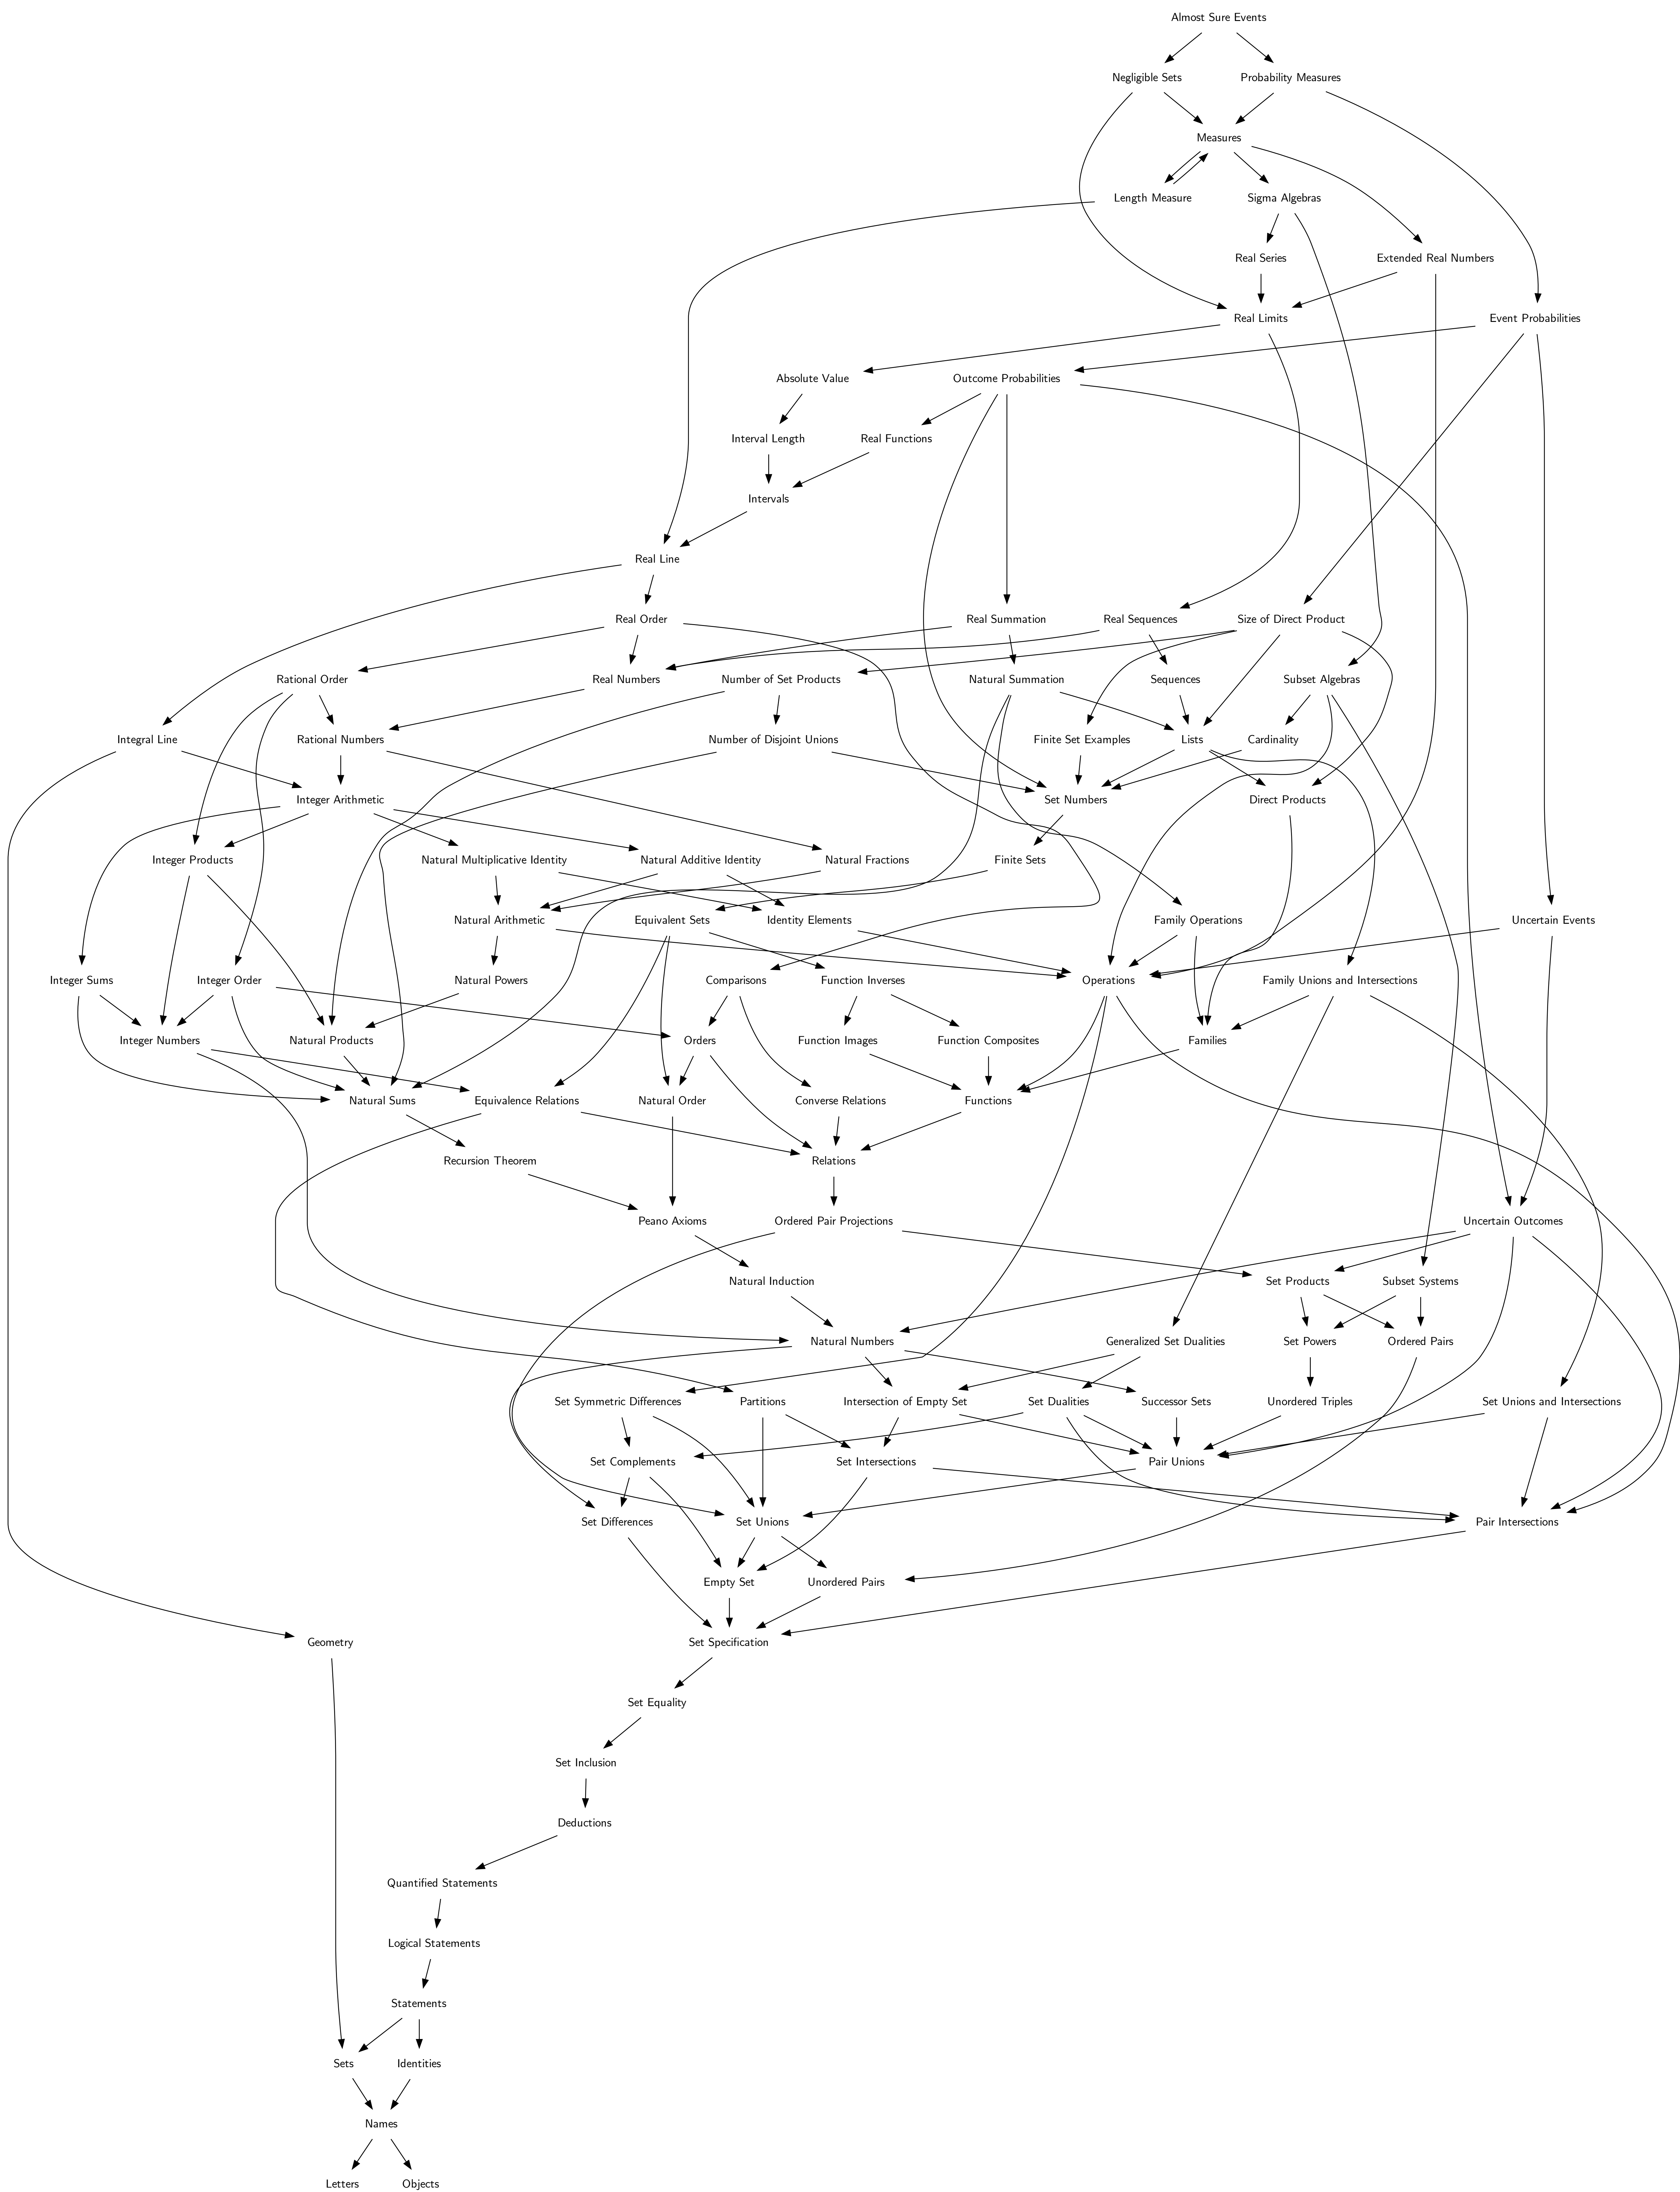 Almost Sure Events
Negligible Sets
Probability Measures
Measures
Length Measure
Sigma Algebras
Real Series
Extended Real Numbers
Real Limits
Event Probabilities
Absolute Value
Outcome Probabilities
Interval Length
Real Functions
Intervals
Real Line
Real Order
Real Summation
Real Sequences
Size of Direct Product
Rational Order
Real Numbers
Number of Set Products
Natural Summation
Sequences
Subset Algebras
Integral Line
Rational Numbers
Number of Disjoint Unions
Finite Set Examples
Lists
Cardinality
Integer Arithmetic
Set Numbers
Direct Products
Integer Products
Natural Multiplicative Identity
Natural Additive Identity
Natural Fractions
Finite Sets
Natural Arithmetic
Equivalent Sets
Identity Elements
Family Operations
Uncertain Events
Integer Sums
Integer Order
Natural Powers
Comparisons
Function Inverses
Operations
Family Unions and Intersections
Integer Numbers
Natural Products
Orders
Function Images
Function Composites
Families
Natural Sums
Equivalence Relations
Natural Order
Converse Relations
Functions
Recursion Theorem
Relations
Peano Axioms
Ordered Pair Projections
Uncertain Outcomes
Natural Induction
Set Products
Subset Systems
Natural Numbers
Generalized Set Dualities
Set Powers
Ordered Pairs
Set Symmetric Differences
Partitions
Intersection of Empty Set
Set Dualities
Successor Sets
Unordered Triples
Set Unions and Intersections
Set Complements
Set Intersections
Pair Unions
Set Differences
Set Unions
Pair Intersections
Empty Set
Unordered Pairs
Geometry
Set Specification
Set Equality
Set Inclusion
Deductions
Quantified Statements
Logical Statements
Statements
Sets
Identities
Names
Letters
Objects